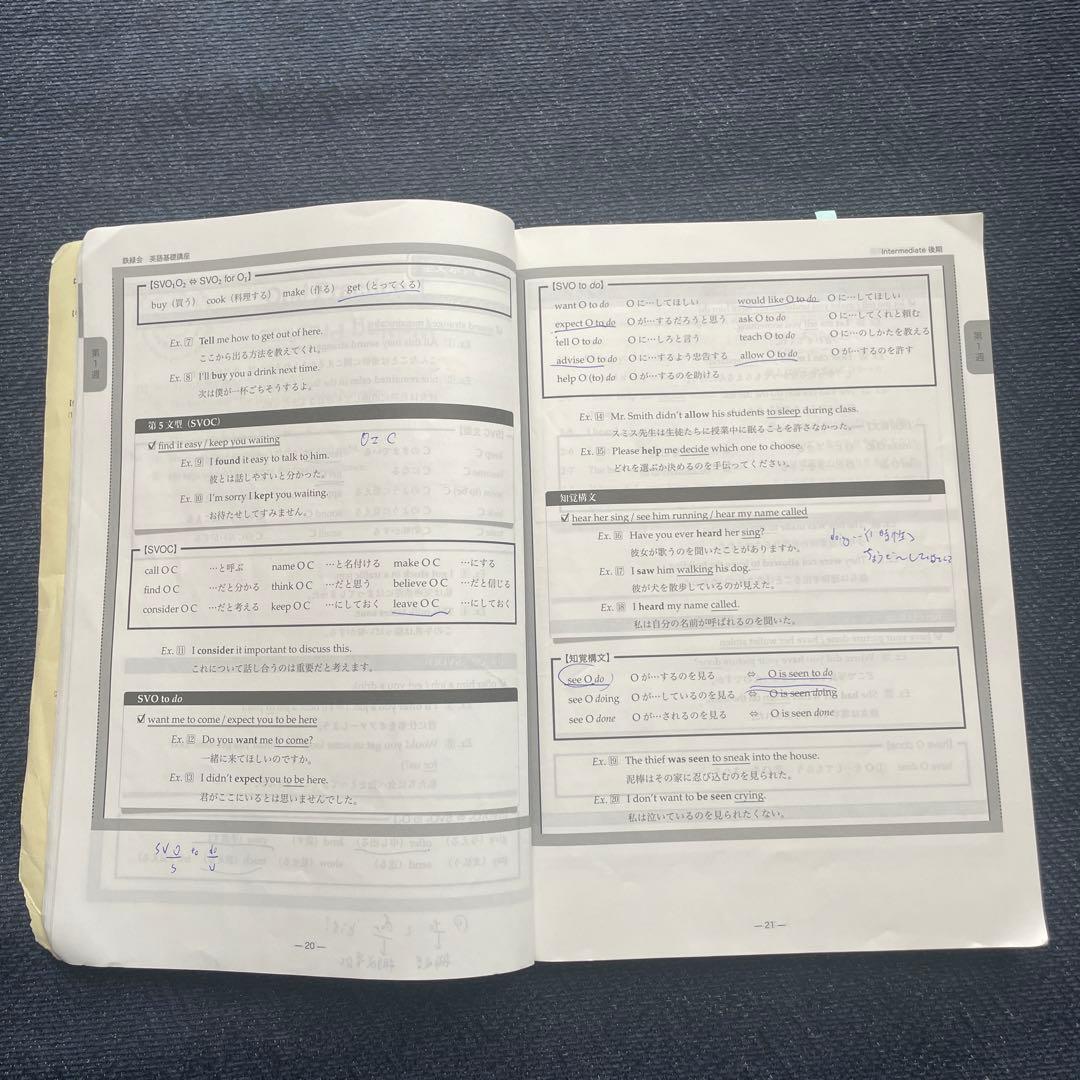 鉄緑会 英語基礎講座
【SVO₁O₂ ⇔ SVO₂ for O₁】
buy（買う） cook（料理する） make（作る） get（とってくる）
Ex. ⑦ Tell me how to get out of here.
ここから出る方法を教えてくれ。
Ex. ⑧ I'll buy you a drink next time.
次は僕が一杯ごちそうするよ。
第5文型（SVOC）
find it easy / keep you waiting
O = C
Ex. ⑨ I found it easy to talk to him.
彼とは話しやすいと分かった。
Ex. ⑩ I'm sorry I kept you waiting.
お待たせしてすみません。
【SVOC】
call O C …と呼ぶ name O C …と名付ける make O C …にする
find O C …だと分かる think O C …だと思う believe O C …だと信じる
consider O C …だと考える keep O C …にしておく leave O C …にしておく
Ex. ⑪ I consider it important to discuss this.
これについて話し合うのは重要だと考えます。
SVO to do
want me to come / expect you to be here
Ex. ⑫ Do you want me to come?
一緒に来てほしいのですか。
Ex. ⑬ I didn't expect you to be here.
君がここにいるとは思いませんでした。
SV O to do
S V
― 20 ―
第1週
Intermediate 後期
【SVO to do】
want O to do Oに…してほしい would like O to do Oに…してほしい
expect O to do Oが…するだろうと思う ask O to do Oに…してくれと頼む
tell O to do Oに…しろと言う teach O to do Oに…のしかたを教える
advise O to do Oに…するよう忠告する allow O to do Oが…するのを許す
help O (to) do Oが…するのを助ける
Ex. ⑭ Mr. Smith didn't allow his students to sleep during class.
スミス先生は生徒たちに授業中に眠ることを許さなかった。
Ex. ⑮ Please help me decide which one to choose.
どれを選ぶか決めるのを手伝ってください。
知覚構文
hear her sing / see him running / hear my name called
Ex. ⑯ Have you ever heard her sing?
彼女が歌うのを聞いたことがありますか。
doing
Ex. ⑰ I saw him walking his dog.
彼が犬を散歩しているのが見えた。
Ex. ⑱ I heard my name called.
私は自分の名前が呼ばれるのを聞いた。
【知覚構文】
see O do Oが…するのを見る ⇔ O is seen to do
see O doing Oが…しているのを見る ⇔ O is seen doing
see O done Oが…されるのを見る ⇔ O is seen done
Ex. ⑲ The thief was seen to sneak into the house.
泥棒はその家に忍び込むのを見られた。
Ex. ⑳ I don't want to be seen crying.
私は泣いているのを見られたくない。
― 21 ―
第1週